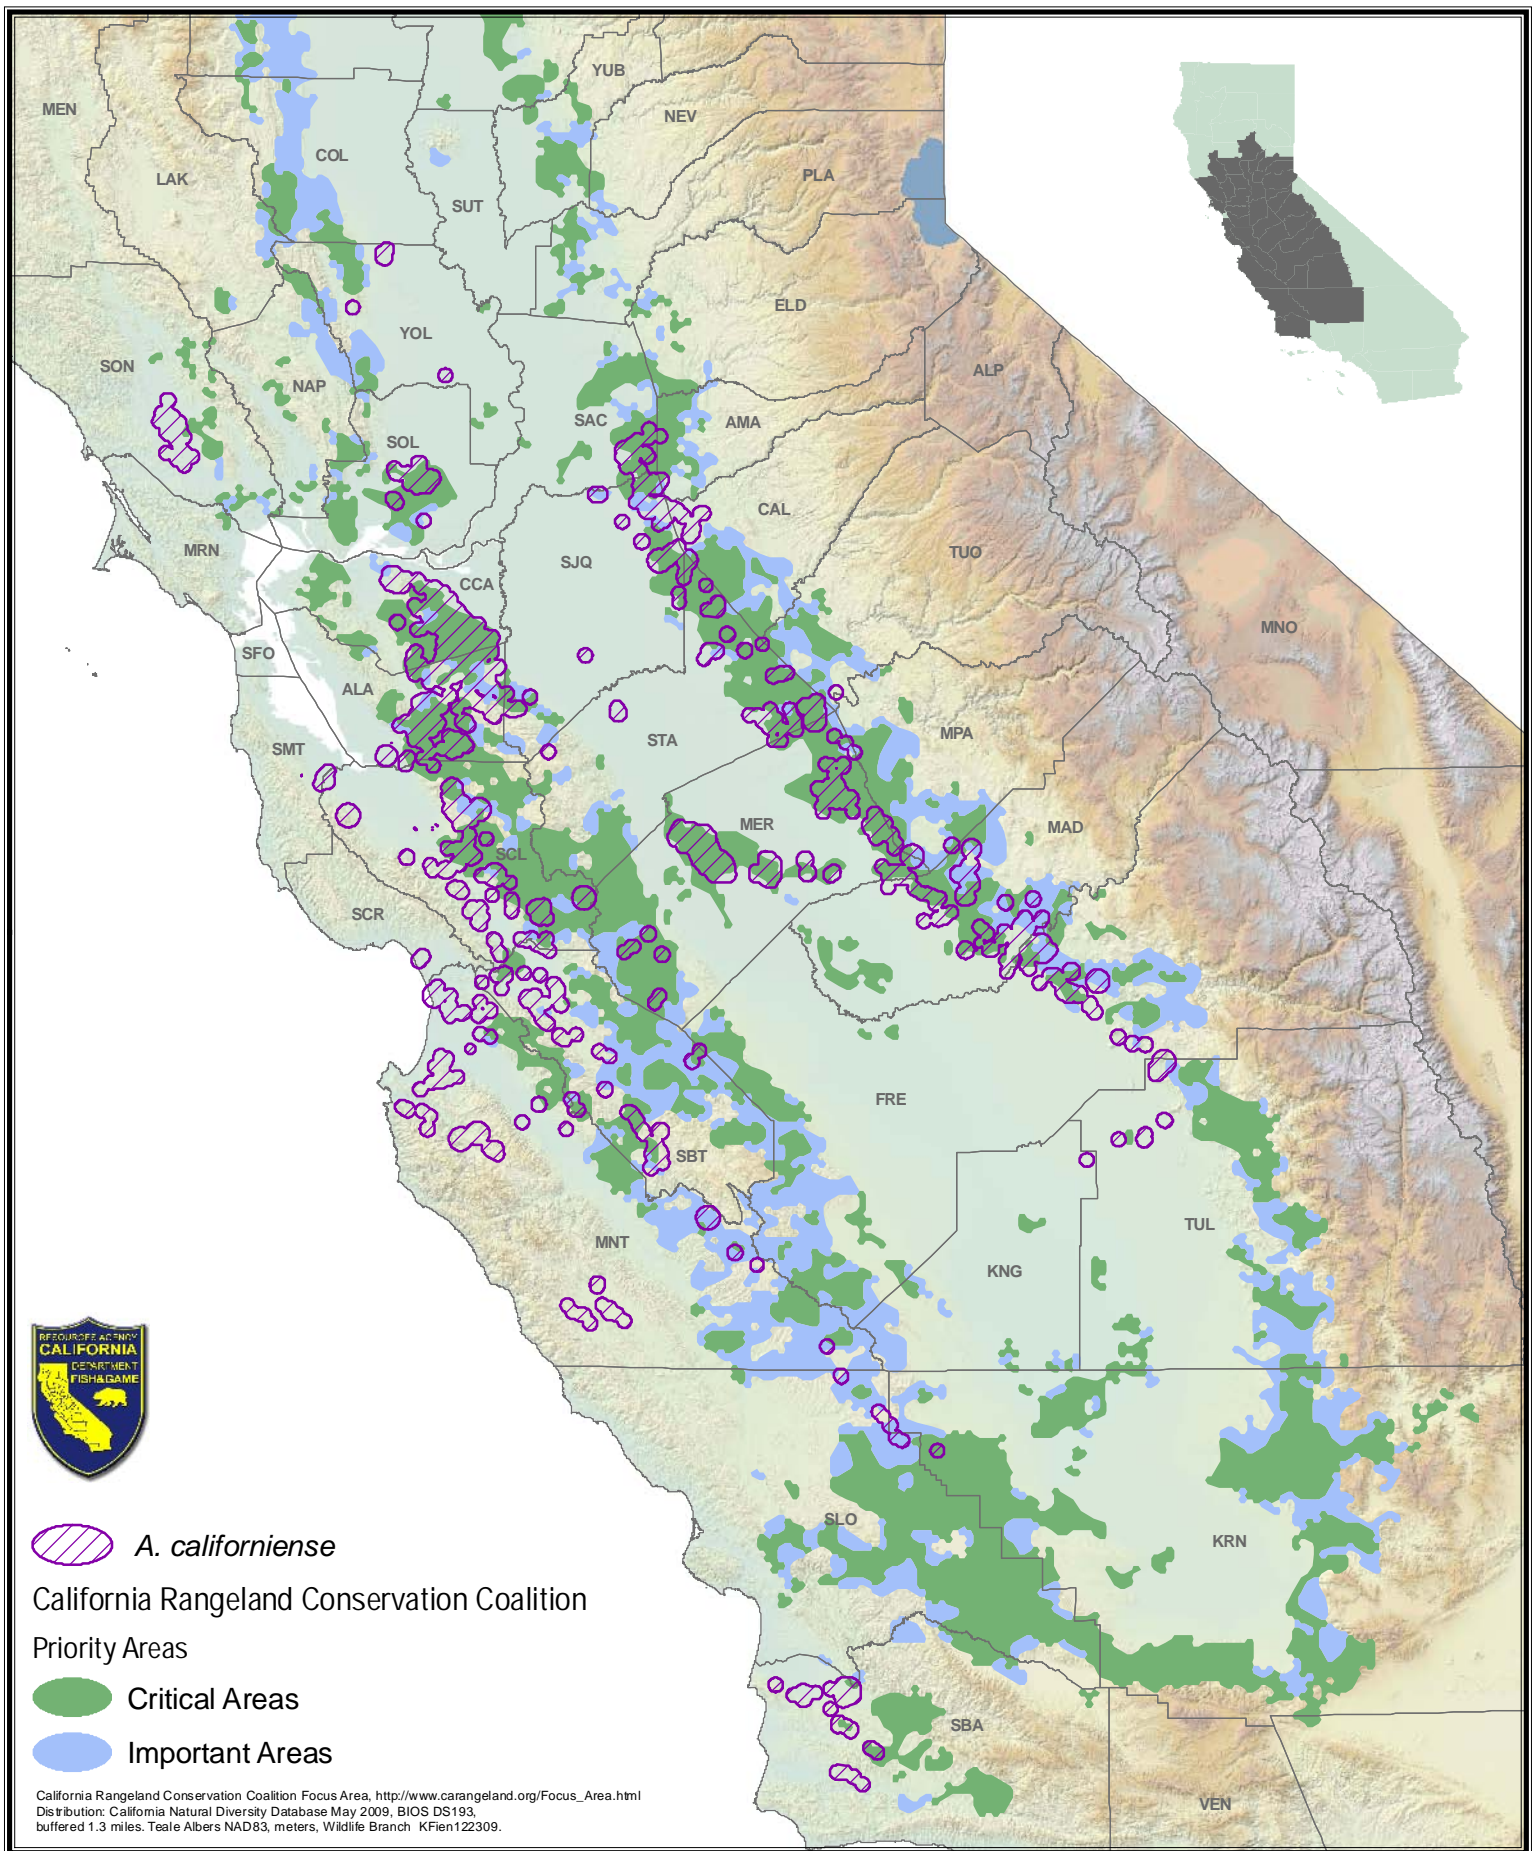 YUB
MEN
NEV
COL
LAK
PLA
SUT
ELD
YOL
SON
ALP
NAP
SAC
AMA
SOL
CAL
MRN
TUO
SJQ
CCA
MNO
SFO
ALA
MPA
STA
SMT
MER
MAD
SCL
SCR
FRE
SBT
TUL
MNT
KNG
SLO
KRN
SBA
VEN
RESOURCES AGENCY
CALIFORNIA
DEPARTMENT
FISH&GAME
A. californiense
California Rangeland Conservation Coalition
Priority Areas
Critical Areas
Important Areas
California Rangeland Conservation Coalition Focus Area, http://www.carangeland.org/Focus_Area.html
Distribution: California Natural Diversity Database May 2009, BIOS DS193,
buffered 1.3 miles. Teale Albers NAD83, meters, Wildlife Branch KFien122309.